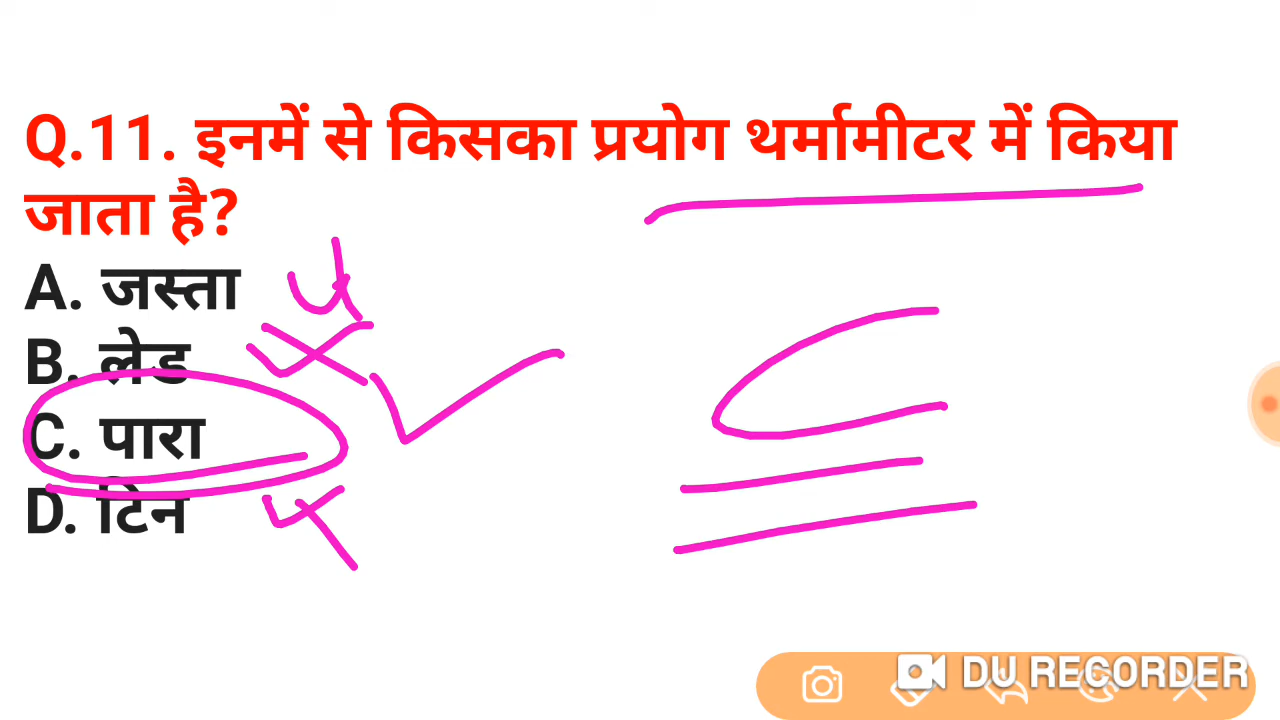 Q.11. इनमें से किसका प्रयोग थर्मामीटर में किया
जाता है?
A. जस्ता
B. लेड
C. पारा
D. टिन
C
DU RECORDER